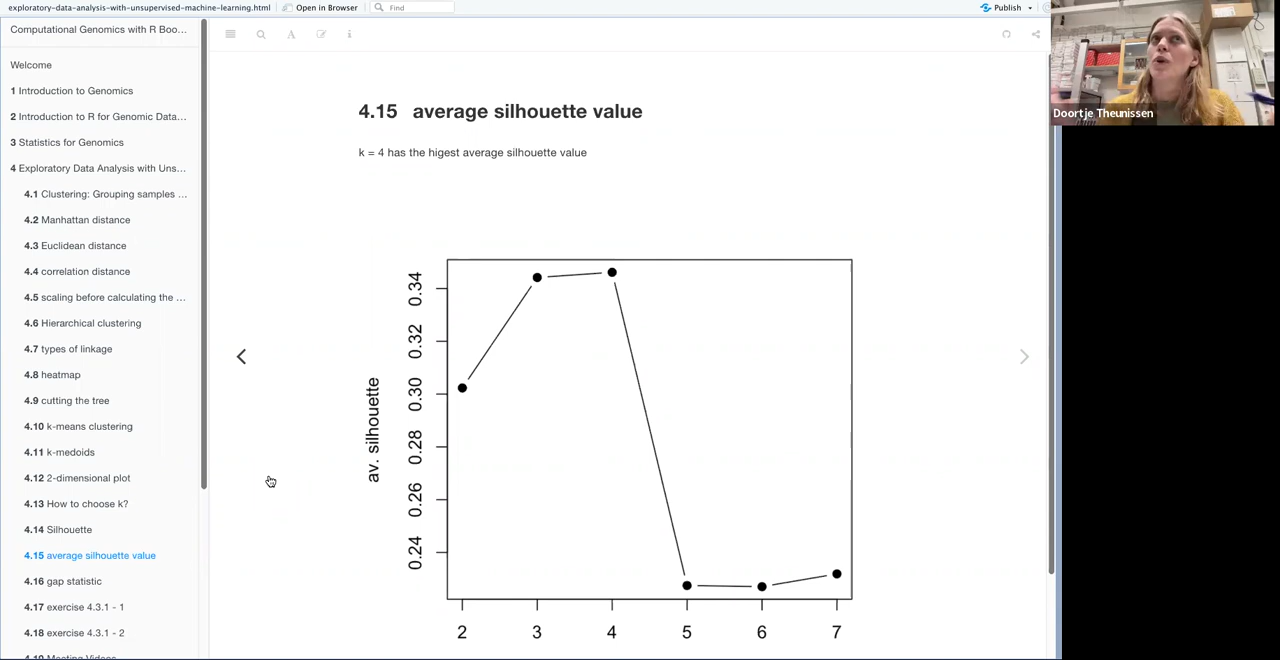 exploratory-data-analysis-with-unsupervised-machine-learning.html
Open in Browser
Find
Publish
Computational Genomics with R Boo...
Welcome
1 Introduction to Genomics
2 Introduction to R for Genomic Data...
3 Statistics for Genomics
4 Exploratory Data Analysis with Uns...
4.1 Clustering: Grouping samples ...
4.2 Manhattan distance
4.3 Euclidean distance
4.4 correlation distance
4.5 scaling before calculating the ...
4.6 Hierarchical clustering
4.7 types of linkage
4.8 heatmap
4.9 cutting the tree
4.10 k-means clustering
4.11 k-medoids
4.12 2-dimensional plot
4.13 How to choose k?
4.14 Silhouette
4.15 average silhouette value
4.16 gap statistic
4.17 exercise 4.3.1 - 1
4.18 exercise 4.3.1 - 2
4.19 Meeting Videos
A
i
4.15 average silhouette value
k = 4 has the higest average silhouette value
av. silhouette
0.34
0.32
0.30
0.28
0.26
0.24
2 3 4 5 6 7
Doortje Theunissen